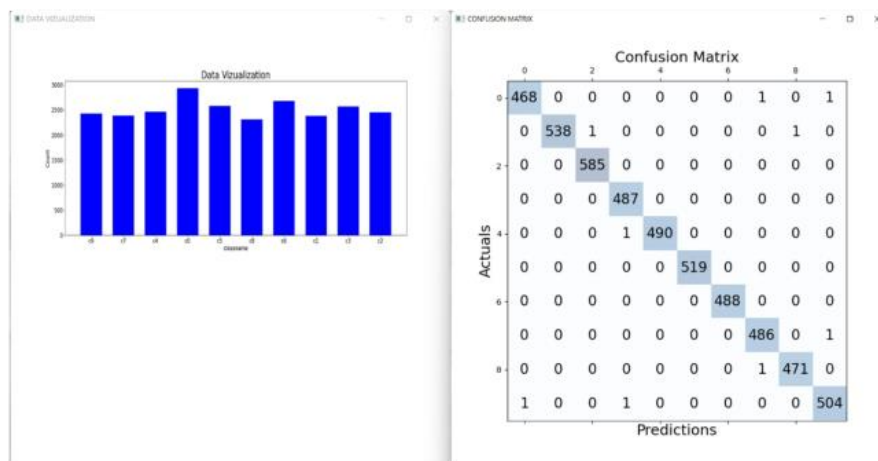 DATA VIZUALIZATION
Data Vizualization
3000
2500
2000
1500
1000
500
0
Count
CONFUSION MATRIX
Confusion Matrix
0 2 4 6 8
0 468 0 0 0 0 0 0 1 0 1
0 538 1 0 0 0 0 0 1 0
2 0 0 585 0 0 0 0 0 0 0
0 0 0 487 0 0 0 0 0 0
4 0 0 0 1 490 0 0 0 0 0
0 0 0 0 0 519 0 0 0 0
6 0 0 0 0 0 0 488 0 0 0
0 0 0 0 0 0 0 486 0 1
8 0 0 0 0 0 0 0 1 471 0
1 0 0 1 0 0 0 0 0 504
Actuals
Predictions